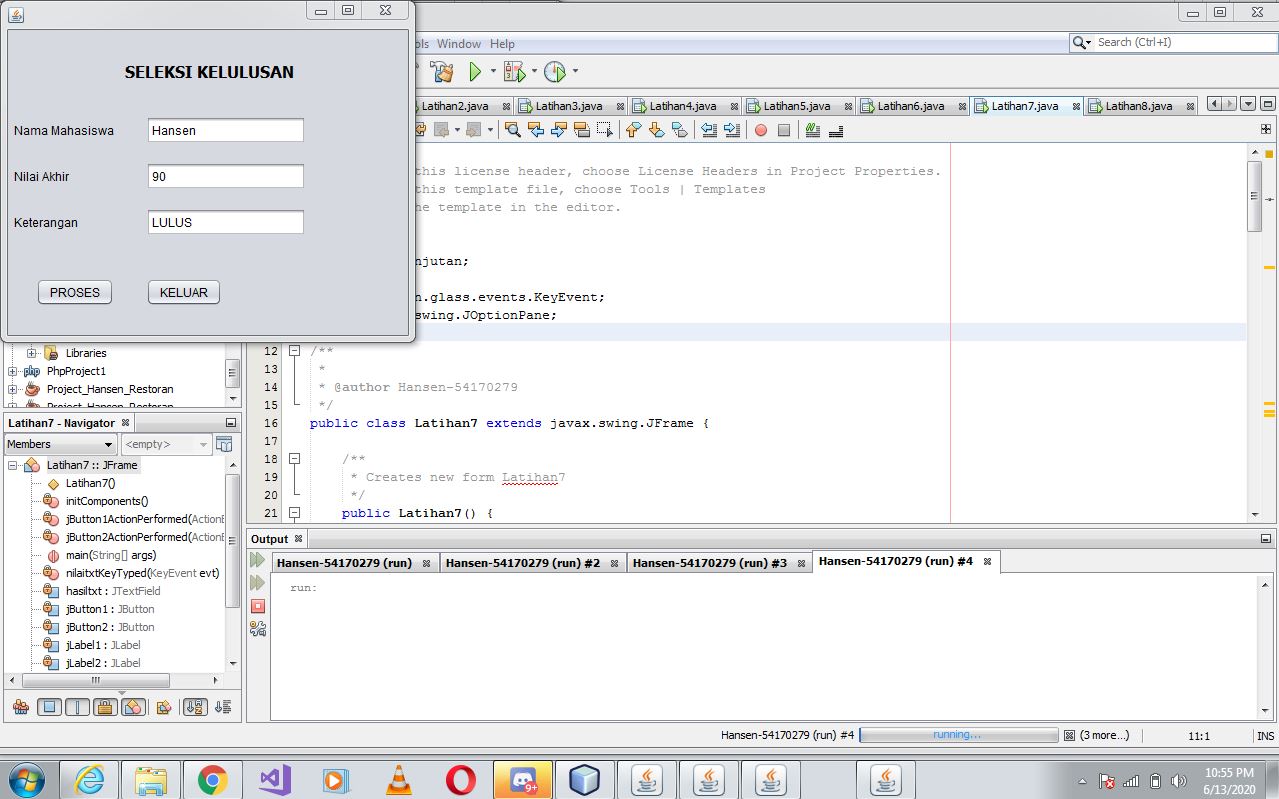 SELEKSI KELULUSAN
Nama Mahasiswa Hansen
Nilai Akhir 90
Keterangan LULUS
PROSES KELUAR
ols Window Help
Search (Ctrl+I)
Latihan2.java Latihan3.java Latihan4.java Latihan5.java Latihan6.java Latihan7.java Latihan8.java
this license header, choose License Headers in Project Properties.
this template file, choose Tools | Templates
he template in the editor.
njutan;
n.glass.events.KeyEvent;
swing.JOptionPane;
12 /**
13 *
14 * @author Hansen-54170279
15 */
16 public class Latihan7 extends javax.swing.JFrame {
17
18 /**
19 * Creates new form Latihan7
20 */
21 public Latihan7() {
Libraries
PhpProject1
Project_Hansen_Restoran
Project_Hansen_Restoran
Latihan7 - Navigator
Members <empty>
Latihan7 :: JFrame
Latihan7()
initComponents()
jButton1ActionPerformed(ActionE
jButton2ActionPerformed(ActionE
main(String[] args)
nilaitxtKeyTyped(KeyEvent evt)
hasiltxt : JTextField
jButton1 : JButton
jButton2 : JButton
jLabel1 : JLabel
jLabel2 : JLabel
Output
Hansen-54170279 (run) Hansen-54170279 (run) #2 Hansen-54170279 (run) #3 Hansen-54170279 (run) #4
run:
Hansen-54170279 (run) #4 running... (3 more...) 11:1 INS
9+
10:55 PM
6/13/2020